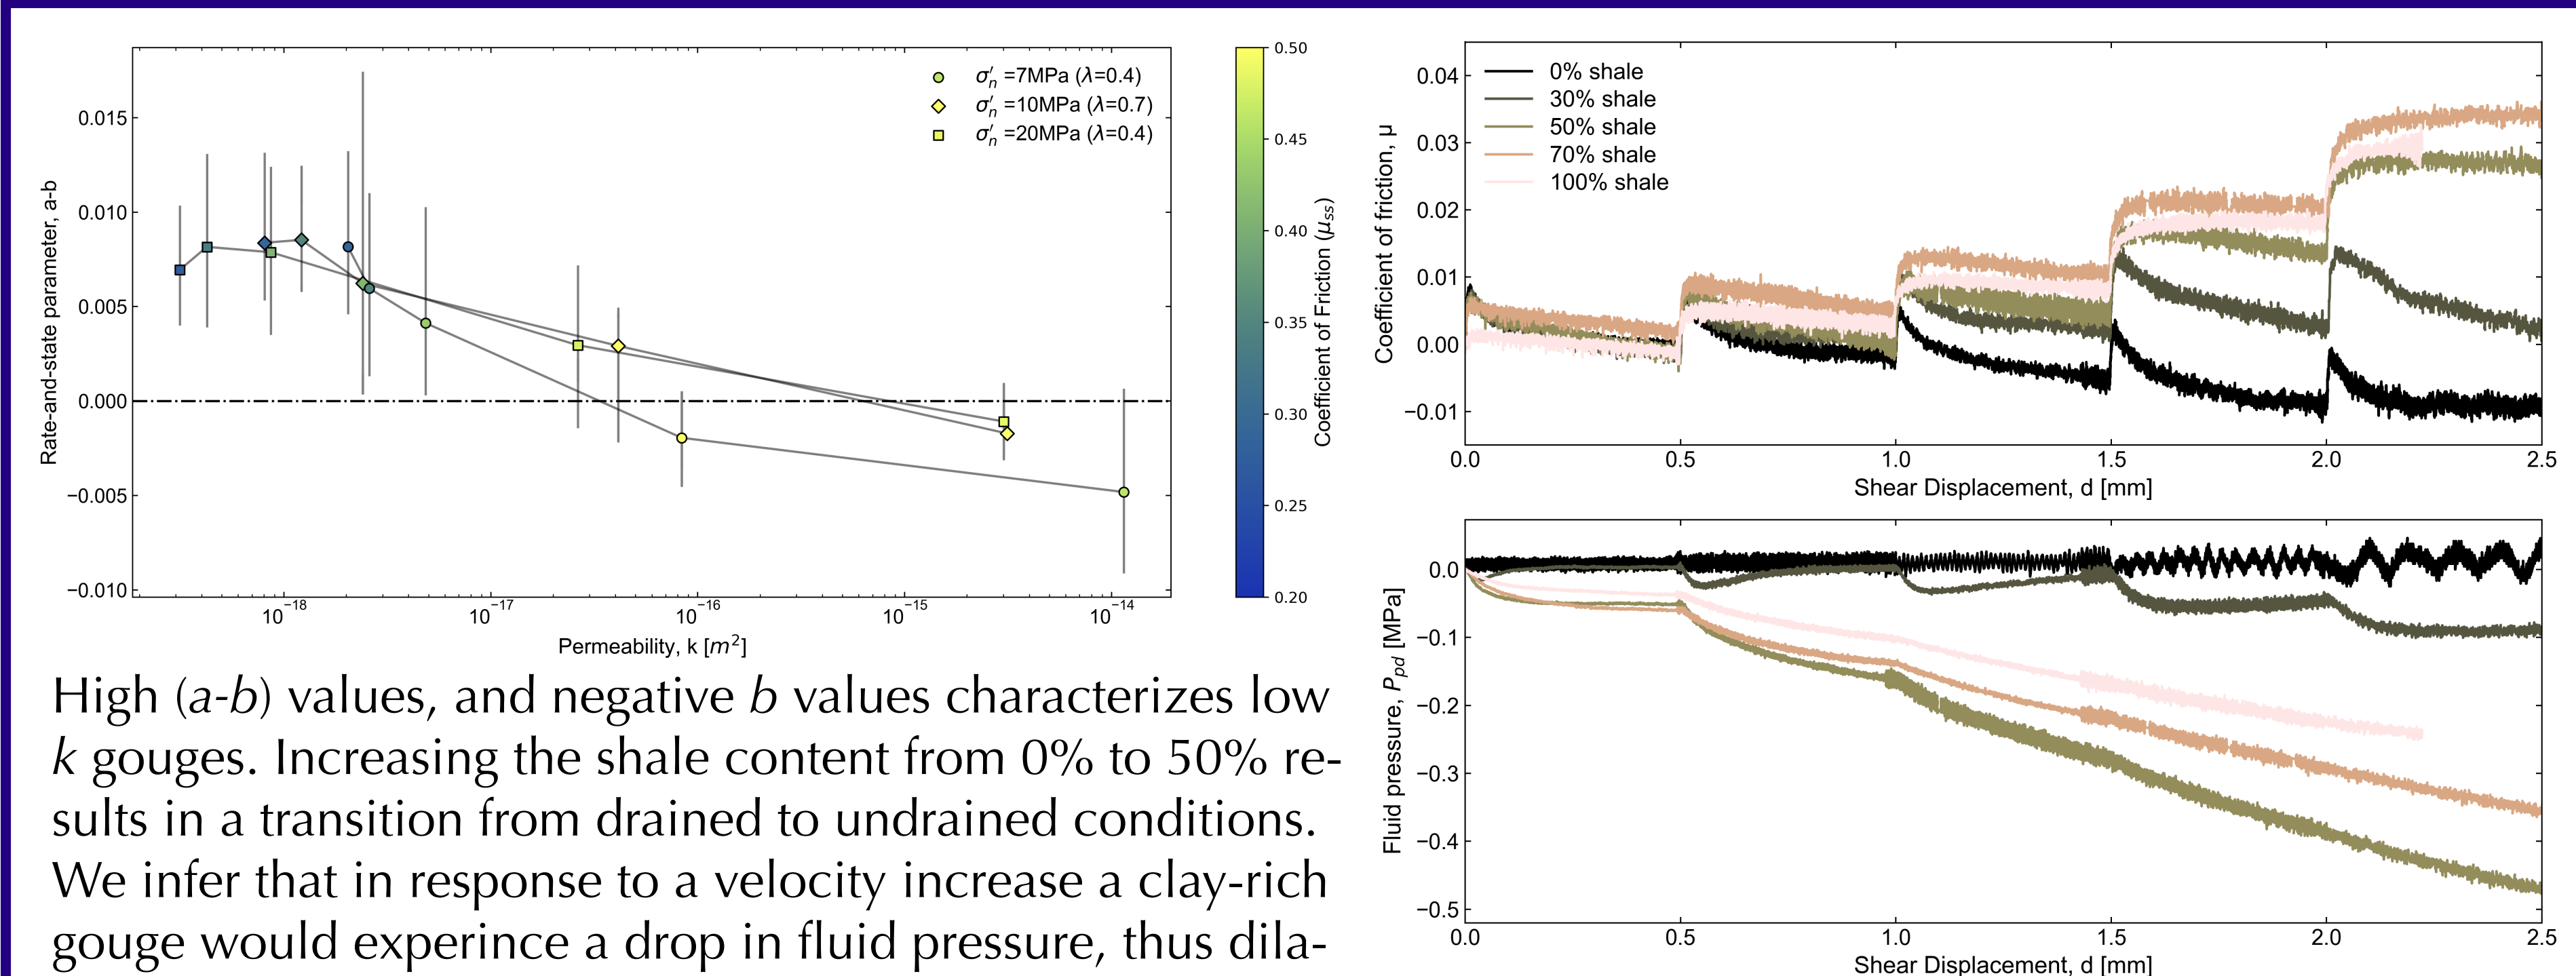 0.015
0.010
0.005
0.000
−0.005
−0.010
Rate-and-state parameter, a-b
10⁻¹⁸
10⁻¹⁷
10⁻¹⁶
10⁻¹⁵
10⁻¹⁴
Permeability, k [m²]
σ′ₙ =7MPa (λ=0.4)
σ′ₙ =10MPa (λ=0.7)
σ′ₙ =20MPa (λ=0.4)
0.50
0.45
0.40
0.35
0.30
0.25
0.20
Coefficient of Friction (μₛₛ)
High (a-b) values, and negative b values characterizes low
k gouges. Increasing the shale content from 0% to 50% re-
sults in a transition from drained to undrained conditions.
We infer that in response to a velocity increase a clay-rich
gouge would experince a drop in fluid pressure, thus dila-
0.04
0.03
0.02
0.01
0.00
−0.01
Coefficient of friction, μ
0% shale
30% shale
50% shale
70% shale
100% shale
0.0
0.5
1.0
1.5
2.0
2.5
Shear Displacement, d [mm]
0.0
−0.1
−0.2
−0.3
−0.4
−0.5
Fluid pressure, Ppd [MPa]
0.0
0.5
1.0
1.5
2.0
2.5
Shear Displacement, d [mm]